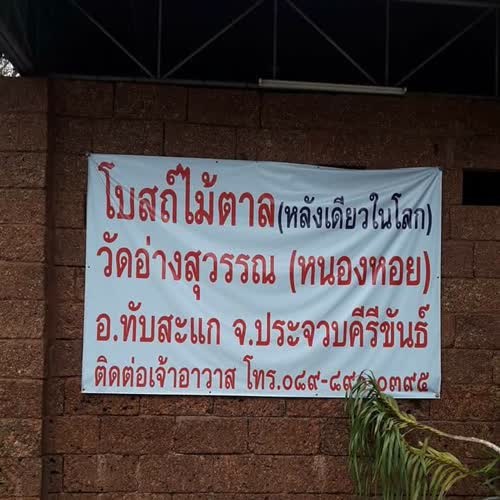 โบสถ์ไม้ตาล (หลังเดียวในโลก)
วัดอ่างสุวรรณ (หนองหอย)
อ.ทับสะแก จ.ประจวบคีรีขันธ์
ติดต่อเจ้าอาวาส โทร.